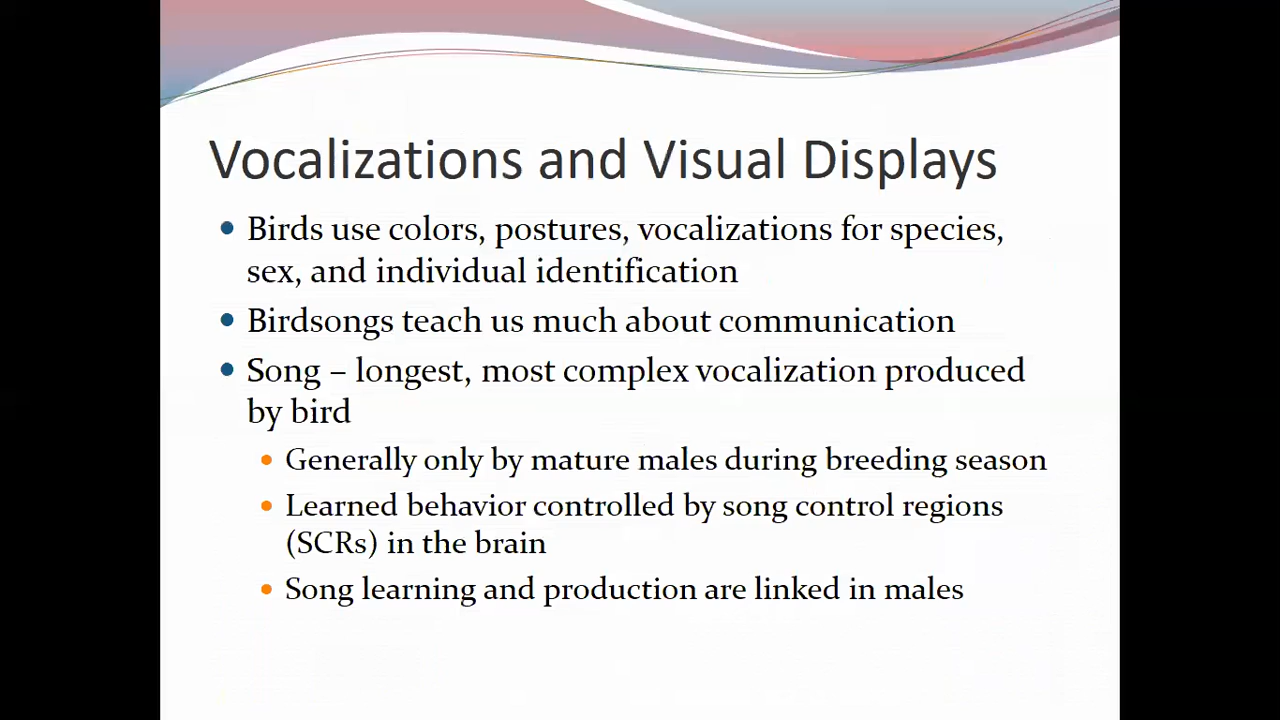 Vocalizations and Visual Displays
• Birds use colors, postures, vocalizations for species,
sex, and individual identification
• Birdsongs teach us much about communication
• Song – longest, most complex vocalization produced
by bird
• Generally only by mature males during breeding season
• Learned behavior controlled by song control regions
(SCRs) in the brain
• Song learning and production are linked in males